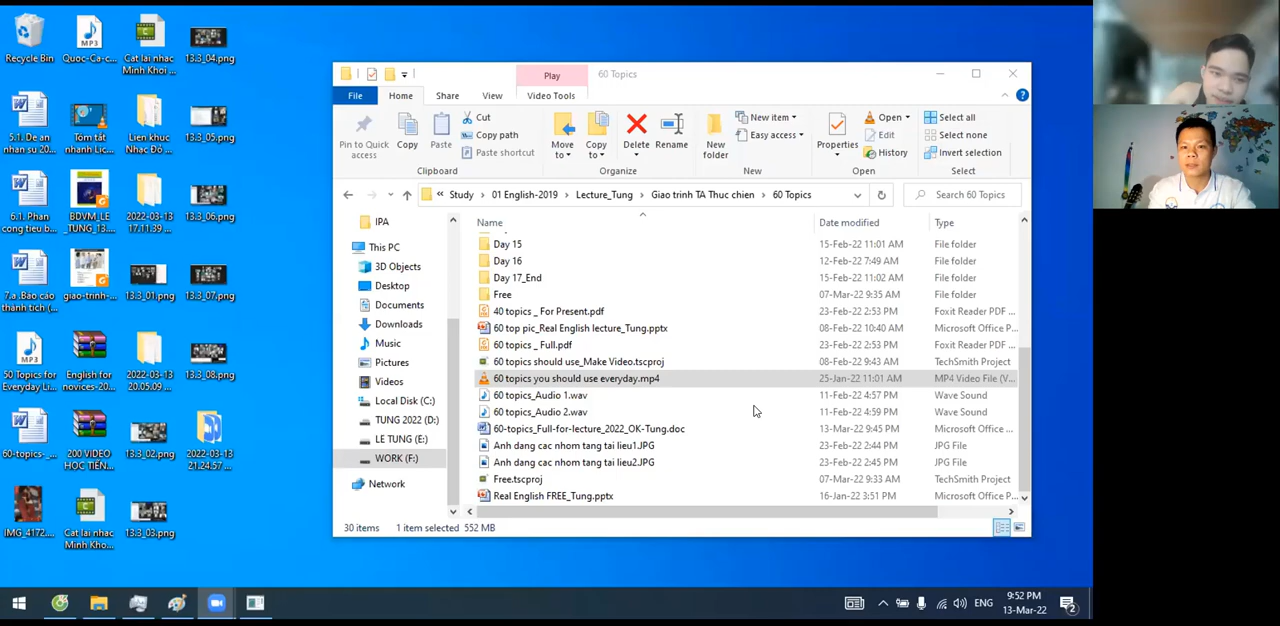 Recycle Bin
Quoc-Ca-c...
Cat lai nhac
Minh Khoi ...
13.3_04.png
MP3
5.1. De an
nhan su 20...
Tom tat
nhanh Lic...
Lien khuc
Nhac Đỏ ...
13.3_05.png
6.1. Phan
cong tieu b...
BDVM_LE
_TUNG_13....
2022-03-13
17.11.39 ...
13.3_06.png
7.a .Bao cao
thanh tich (...
giao-trinh-...
13.3_01.png
13.3_07.png
MP3
50 Topics for
Everyday Li...
English for
novices-20...
2022-03-13
20.05.09 ...
13.3_08.png
60-topics-_...
200 VIDEO
HOC TIẾN...
13.3_02.png
2022-03-13
21.24.57 ...
IMG_4172....
Cat lai nhac
Minh Kho...
13.3_03.png
Play
60 Topics
File
Home
Share
View
Video Tools
Pin to Quick
access
Copy
Paste
Cut
Copy path
Paste shortcut
Clipboard
Move
to
Copy
to
Delete
Rename
Organize
New
folder
New item
Easy access
New
Properties
Open
Edit
History
Open
Select all
Select none
Invert selection
Select
« Study > 01 English-2019 > Lecture_Tung > Giao trinh TA Thuc chien > 60 Topics
Search 60 Topics
IPA
This PC
3D Objects
Desktop
Documents
Downloads
Music
Pictures
Videos
Local Disk (C:)
TUNG 2022 (D:)
LE TUNG (E:)
WORK (F:)
Network
Name Date modified Type
Day 15 15-Feb-22 11:01 AM File folder
Day 16 12-Feb-22 7:49 AM File folder
Day 17_End 15-Feb-22 11:02 AM File folder
Free 07-Mar-22 9:35 AM File folder
40 topics _ For Present.pdf 23-Feb-22 2:53 PM Foxit Reader PDF ...
60 top pic_Real English lecture_Tung.pptx 08-Feb-22 10:40 AM Microsoft Office P...
60 topics _ Full.pdf 23-Feb-22 2:53 PM Foxit Reader PDF ...
60 topics should use_Make Video.tscproj 08-Feb-22 9:43 AM TechSmith Project
60 topics you should use everyday.mp4 25-Jan-22 11:01 AM MP4 Video File (V...
60 topics_Audio 1.wav 11-Feb-22 4:57 PM Wave Sound
60 topics_Audio 2.wav 11-Feb-22 4:59 PM Wave Sound
60-topics_Full-for-lecture_2022_OK-Tung.doc 13-Mar-22 9:45 PM Microsoft Office ...
Anh dang cac nhom tang tai lieu1.JPG 23-Feb-22 2:44 PM JPG File
Anh dang cac nhom tang tai lieu2.JPG 23-Feb-22 2:45 PM JPG File
Free.tscproj 07-Mar-22 9:33 AM TechSmith Project
Real English FREE_Tung.pptx 16-Jan-22 3:51 PM Microsoft Office P...
30 items 1 item selected 552 MB
ENG
9:52 PM
13-Mar-22
2